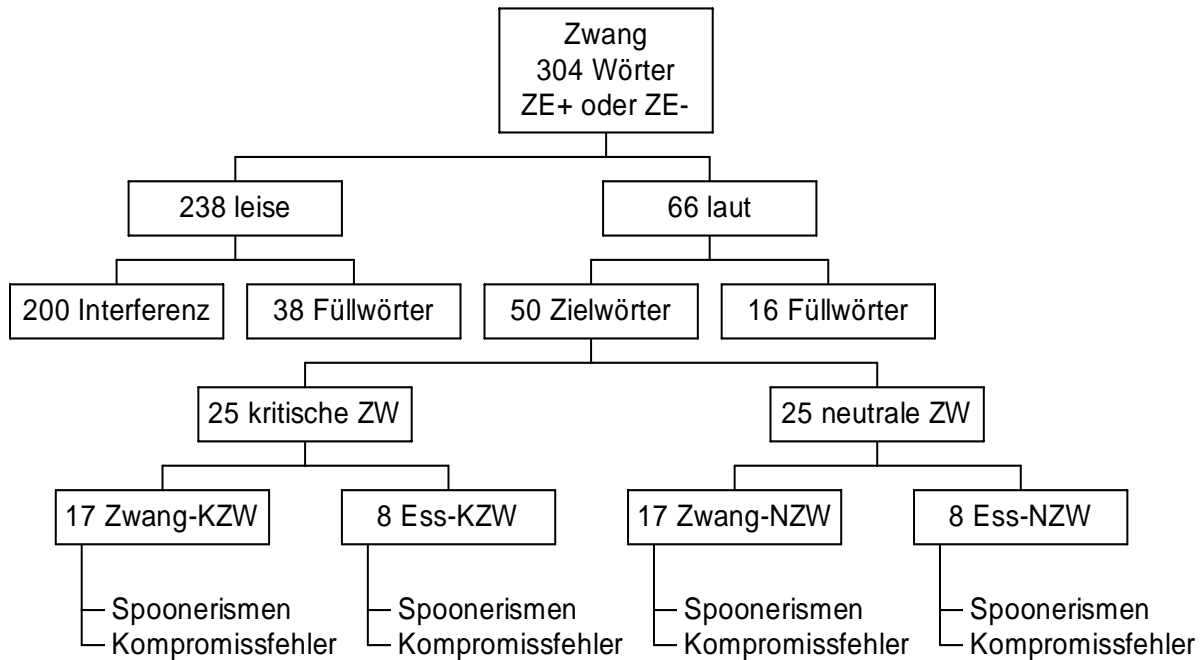 Zwang
304 Wörter
ZE+ oder ZE-
238 leise
66 laut
200 Interferenz
38 Füllwörter
50 Zielwörter
16 Füllwörter
25 kritische ZW
25 neutrale ZW
17 Zwang-KZW
8 Ess-KZW
17 Zwang-NZW
8 Ess-NZW
Spoonerismen
Kompromissfehler
Spoonerismen
Kompromissfehler
Spoonerismen
Kompromissfehler
Spoonerismen
Kompromissfehler